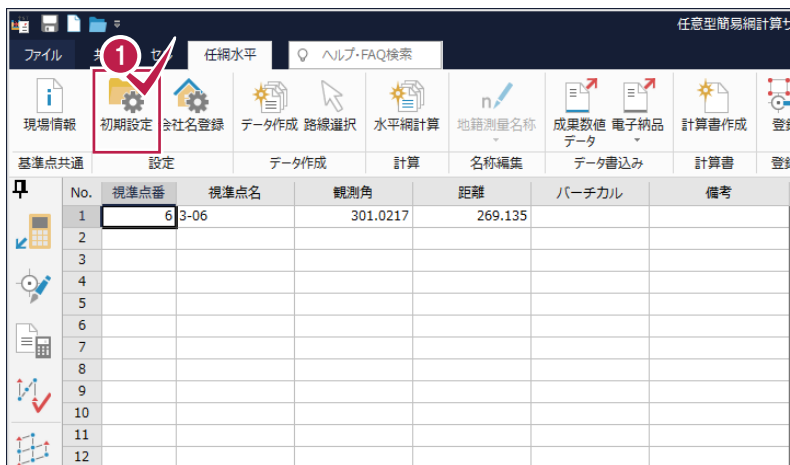 任意型簡易網計算サ
ファイル
1
任網水平
ヘルプ・FAQ検索
現場情報
初期設定
会社名登録
データ作成
路線選択
水平網計算
地籍測量名称
成果数値データ
電子納品
計算書作成
基準点共通
設定
データ作成
計算
名称編集
データ書込み
計算書
No. 視準点番 視準点名 観測角 距離 バーチカル 備考
1 6 3-06 301.0217 269.135
2
3
4
5
6
7
8
9
10
11
12